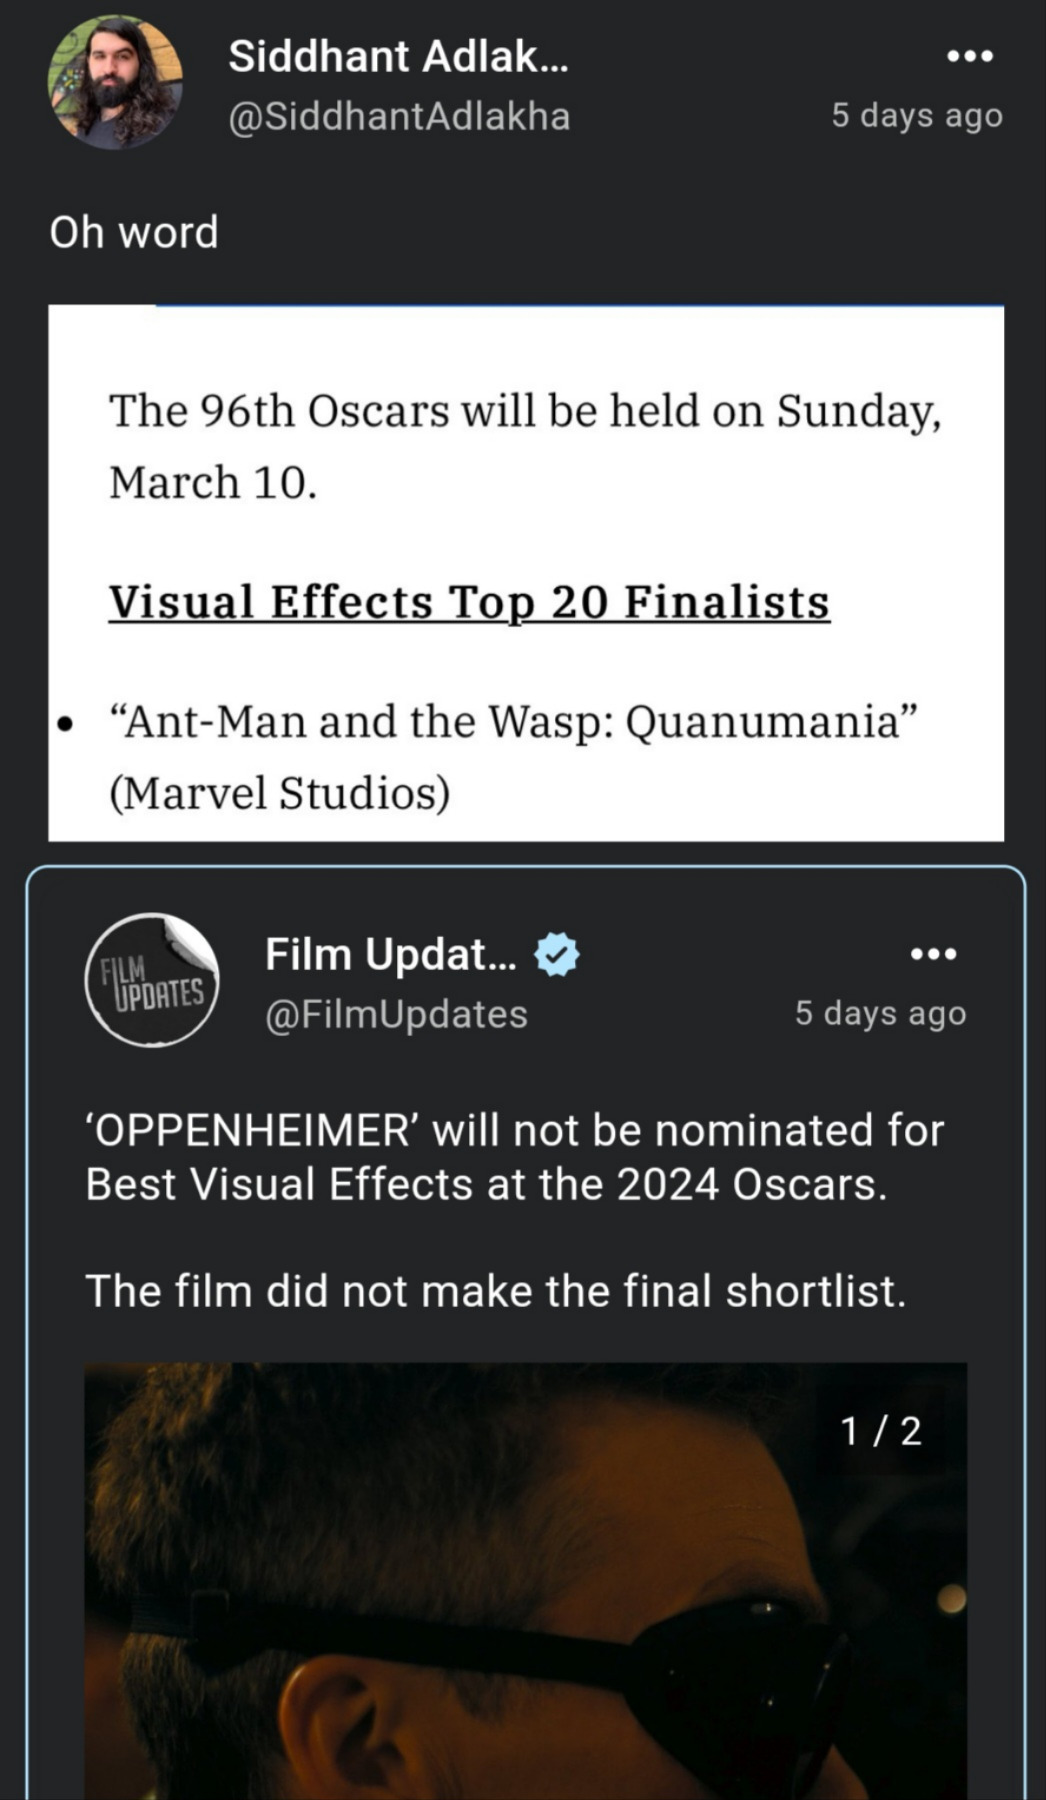 Siddhant Adlak...
@SiddhantAdlakha
5 days ago
Oh word
The 96th Oscars will be held on Sunday,
March 10.
Visual Effects Top 20 Finalists
• “Ant-Man and the Wasp: Quanumania”
(Marvel Studios)
FILM
UPDATES
Film Updat...
@FilmUpdates
5 days ago
‘OPPENHEIMER’ will not be nominated for
Best Visual Effects at the 2024 Oscars.
The film did not make the final shortlist.
1 / 2